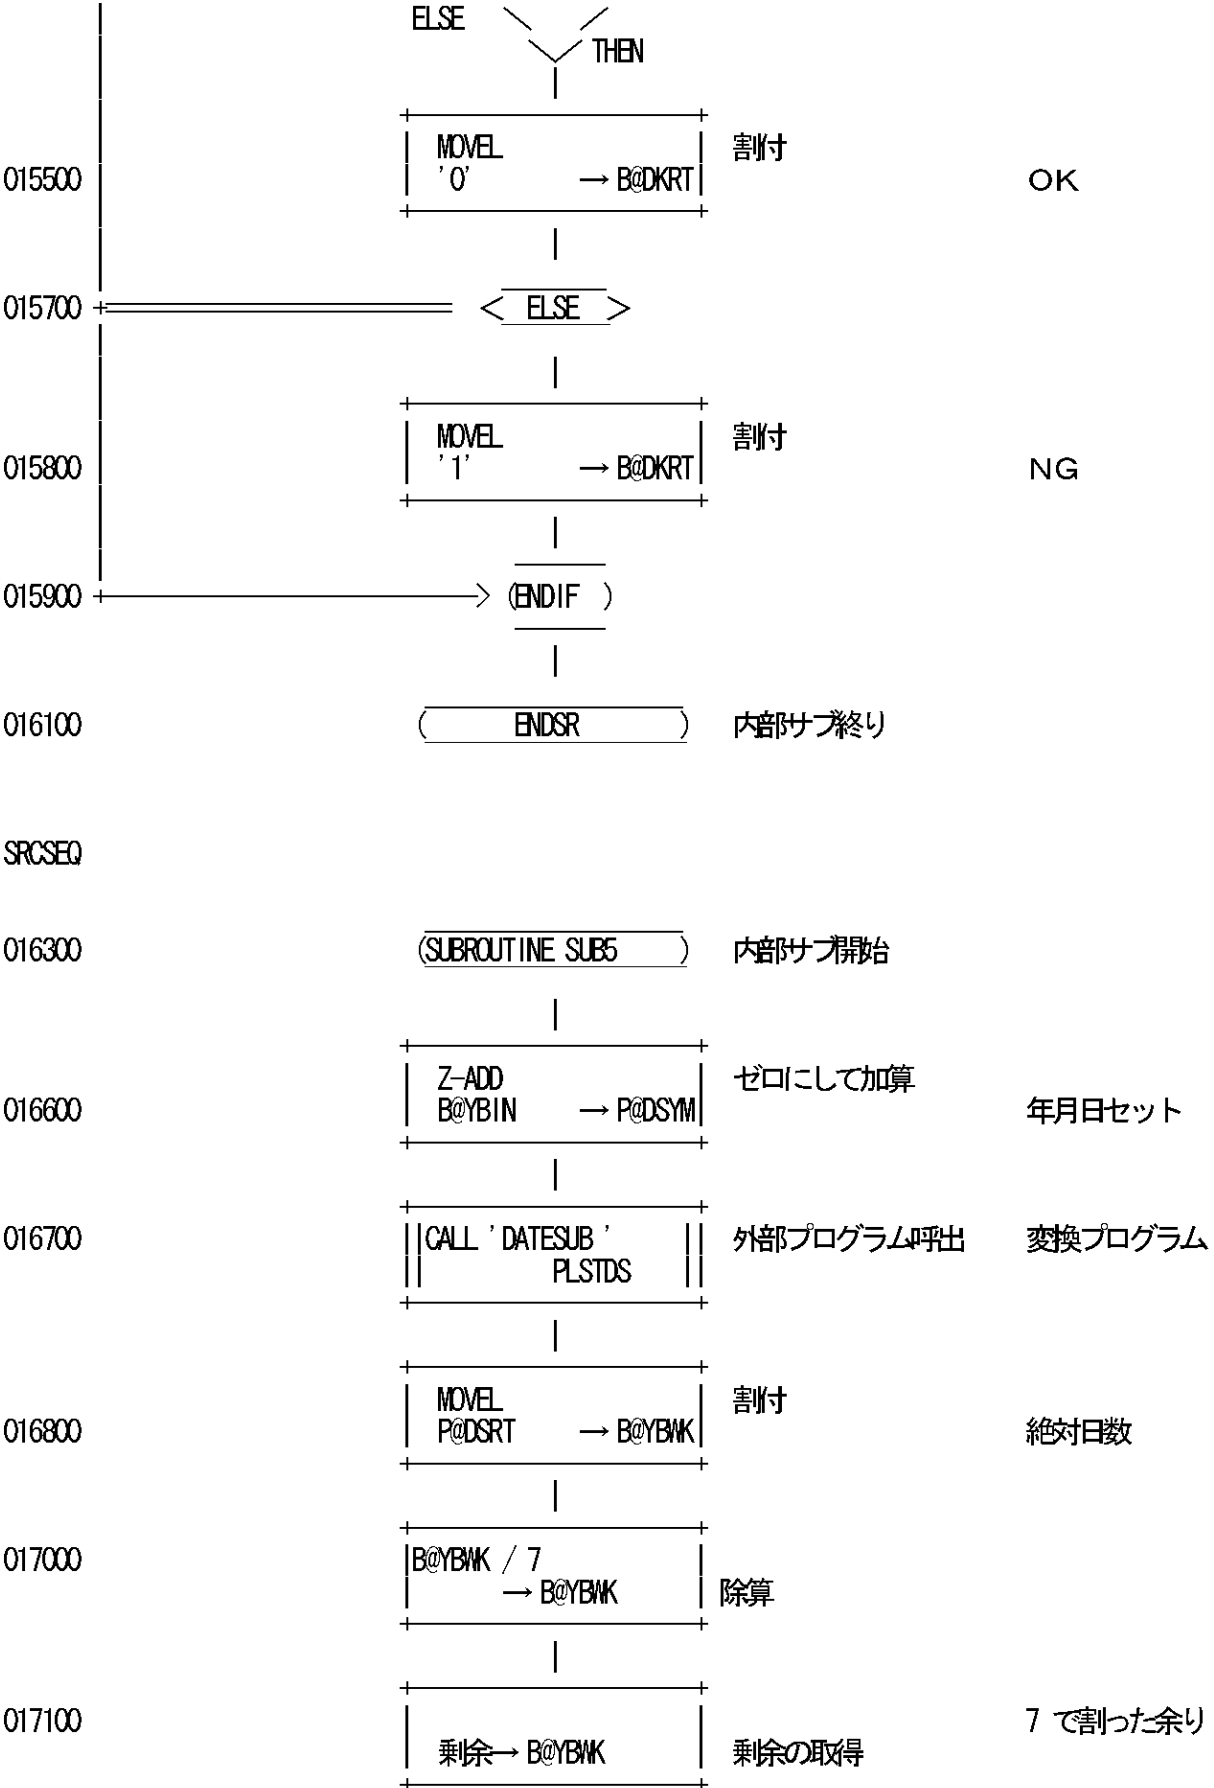 ELSE
THEN
MOVEL 割付
015500 '0' → B@DKRT OK
015700 < ELSE >
MOVEL 割付
015800 '1' → B@DKRT NG
015900 (ENDIF )
016100 ( ENDSR ) 内部サブ終り
SRCSEQ
016300 (SUBROUTINE SUB5 ) 内部サブ開始
Z-ADD ゼロにして加算
016600 B@YBIN → P@DSYM 年月日セット
016700 CALL 'DATESUB ' 外部プログラム呼出 変換プログラム
PLSTDS
MOVEL 割付
016800 P@DSRT → B@YBWK 絶対日数
017000 B@YBWK / 7
→ B@YBWK 除算
017100 7 で割った余り
剰余→ B@YBWK 剰余の取得